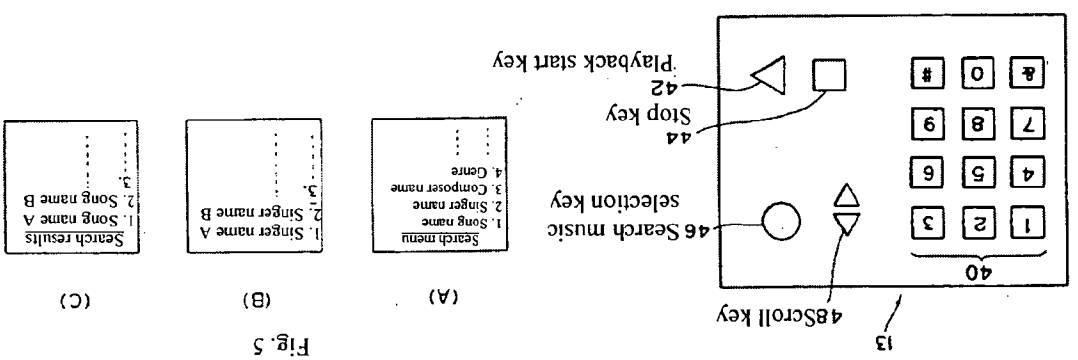 13
40
1 2 3
4 5 6
7 8 9
& 0 #
48 Scroll key
46 Search music
selection key
44
Stop key
42
Playback start key
Fig. 5
(A)
Search menu
1. Song name
2. Singer name
3. Composer name
4. Genre
(B)
1. Singer name A
2. Singer name B
3.
(C)
Search results
1. Song name A
2. Song name B
3.